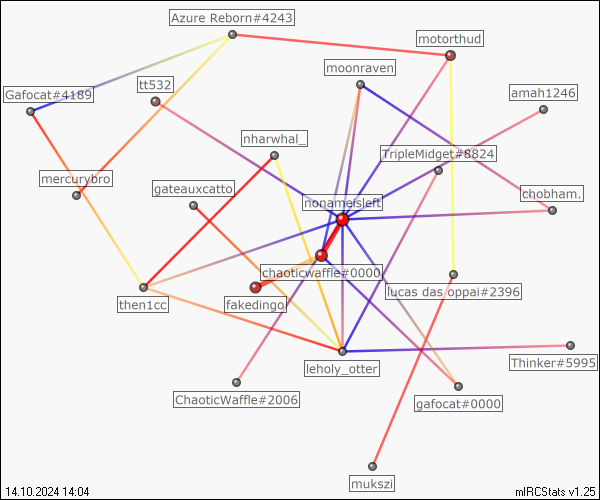 Azure Reborn#4243
motorthud
moonraven
tt532
Gafocat#4189
amah1246
nharwhal_
TripleMidget#8824
mercurybro
gateauxcatto
chobham.
nonameisleft
chaoticwaffle#0000
lucas das oppai#2396
then1cc
fakedingo
leholy_otter
Thinker#5995
ChaoticWaffle#2006
gafocat#0000
mukszi
14.10.2024 14:04
mIRCStats v1.25